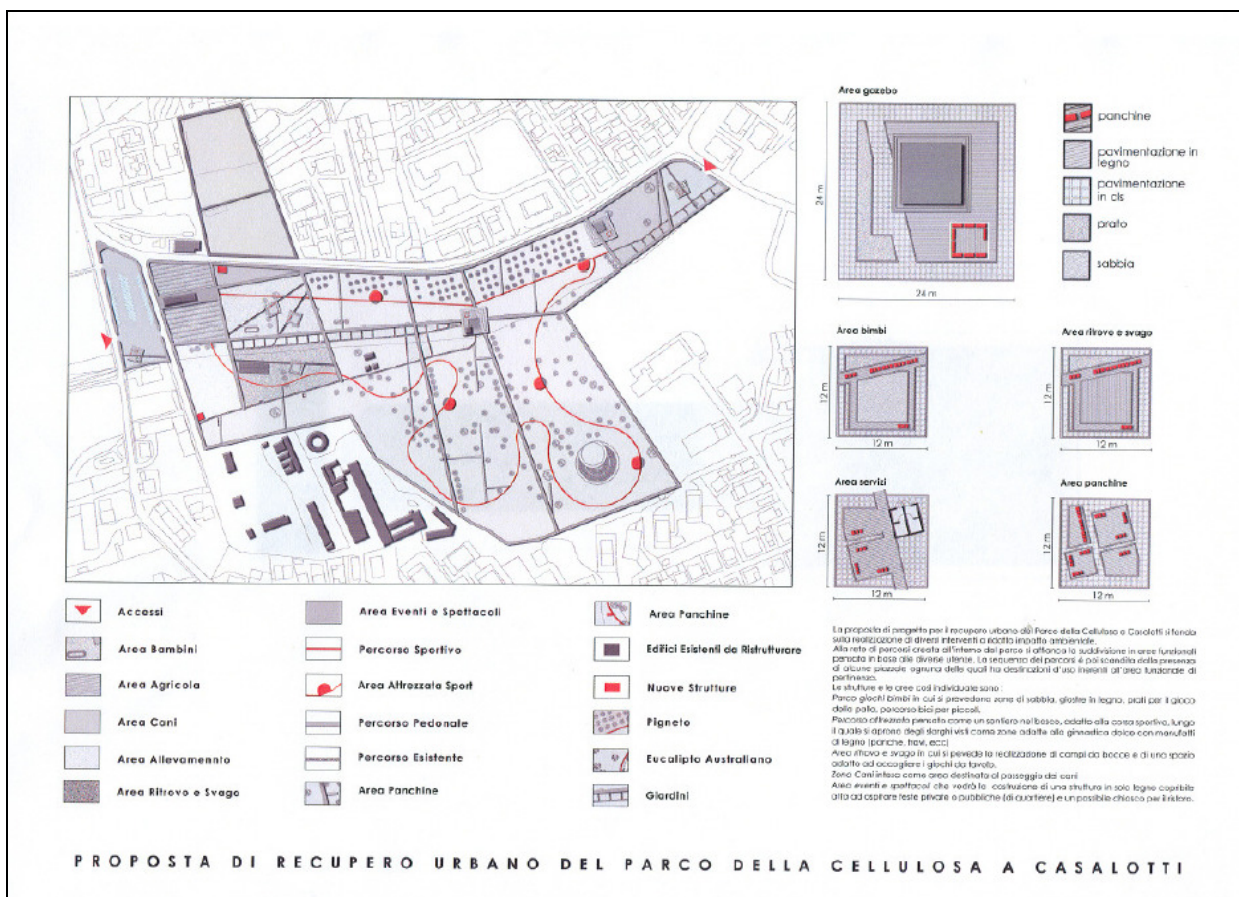 Area gazebo
24 m
24 m
panchine
pavimentazione in
legno
pavimentazione
in cls
prato
sabbia
Area bimbi
12 m
12 m
Area ritrovo e svago
12 m
12 m
Area servizi
12 m
12 m
Area panchine
12 m
12 m
Accessi
Area Bambini
Area Agricola
Area Cani
Area Allevamennto
Area Ritrovo e Svago
Area Eventi e Spettacoli
Percorso Sportivo
Area Attrezzata Sport
Percorso Pedonale
Percorso Esistente
Area Panchine
Area Panchine
Edifici Esistenti da Ristrutturare
Nuove Strutture
Pigneto
Eucalipto Australiano
Giardini
La proposta di progetto per il recupero urbano del Parco della Cellulosa a Casalotti si fonda
sulla realizzazione di diversi interventi a ridotto impatto ambientale.
Alla rete di percorsi creata all'interno del parco si affianca la suddivisione in aree funzionali
pensata in base alle diverse utenze. La sequenza dei percorsi è poi scandita dalla presenza
di alcune piazzole ognuna delle quali ha destinazioni d'uso inerenti all'area funzionale di
pertinenza.
Le strutture e le aree così individuate sono :
Parco giochi bimbi in cui si prevedono zona di sabbia, giostre in legno, prati per il gioco
della palla, percorso bici per piccoli.
Percorso attrezzato pensato come un sentiero nel bosco, adatto alla corsa sportiva, lungo
il quale si aprono degli slarghi visti come zone adatte alla ginnastica dolce con manufatti
di legno (panche, travi, ecc)
Area ritrovo e svago in cui si pevede la realizzazione di campi da bocce e di uno spazio
adatto ad accogliere i giochi da tavolo.
Zona Cani intesa come area destinata al passeggio dei cani
Area eventi e spettacoli che vedrà la costruzione di una struttura in solo legno copribile
atta ad ospitare feste private o pubbliche (di quartiere) e un possibile chiosco per il ristoro.
PROPOSTA DI RECUPERO URBANO DEL PARCO DELLA CELLULOSA A CASALOTTI